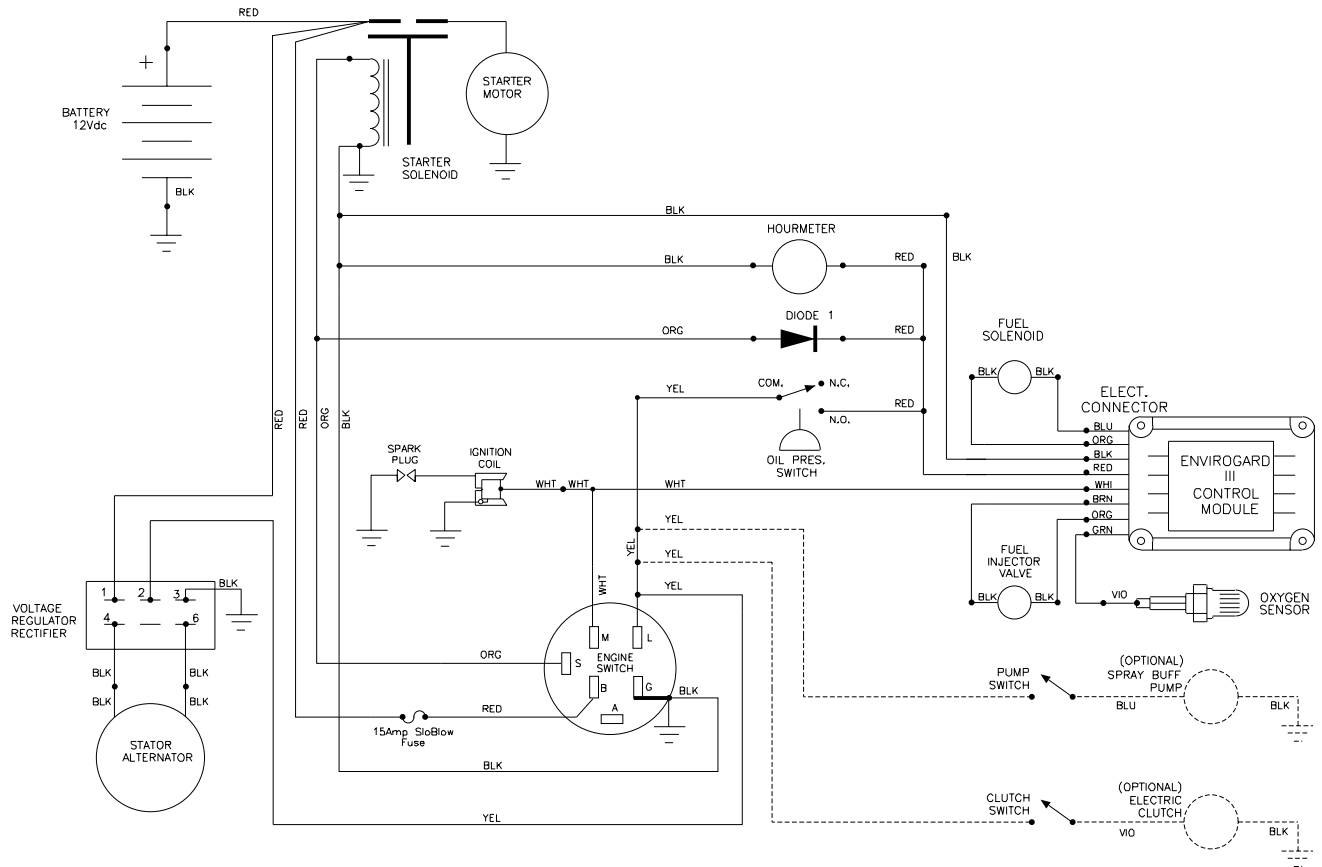 RED
+
BATTERY
12Vdc
BLK
STARTER
MOTOR
STARTER
SOLENOID
BLK
HOURMETER
BLK
RED
BLK
DIODE 1
ORG
RED
FUEL
SOLENOID
BLK
BLK
YEL
COM.
N.C.
RED
N.O.
OIL PRES.
SWITCH
RED
RED
ORG
BLK
ELECT.
CONNECTOR
BLU
ORG
BLK
RED
WHI
BRN
ORG
GRN
ENVIROGARD
III
CONTROL
MODULE
SPARK
PLUG
IGNITION
COIL
WHT
WHT
WHT
YEL
YEL
YEL
YEL
WHT
FUEL
INJECTOR
VALVE
BLK
BLK
VIO
OXYGEN
SENSOR
VOLTAGE
REGULATOR
RECTIFIER
1
2
3
BLK
4
6
BLK
BLK
BLK
BLK
STATOR
ALTERNATOR
ORG
M
L
S
ENGINE
SWITCH
B
G
BLK
A
RED
15Amp SloBlow
Fuse
BLK
YEL
PUMP
SWITCH
(OPTIONAL)
SPRAY BUFF
PUMP
BLU
BLK
CLUTCH
SWITCH
(OPTIONAL)
ELECTRIC
CLUTCH
VIO
BLK